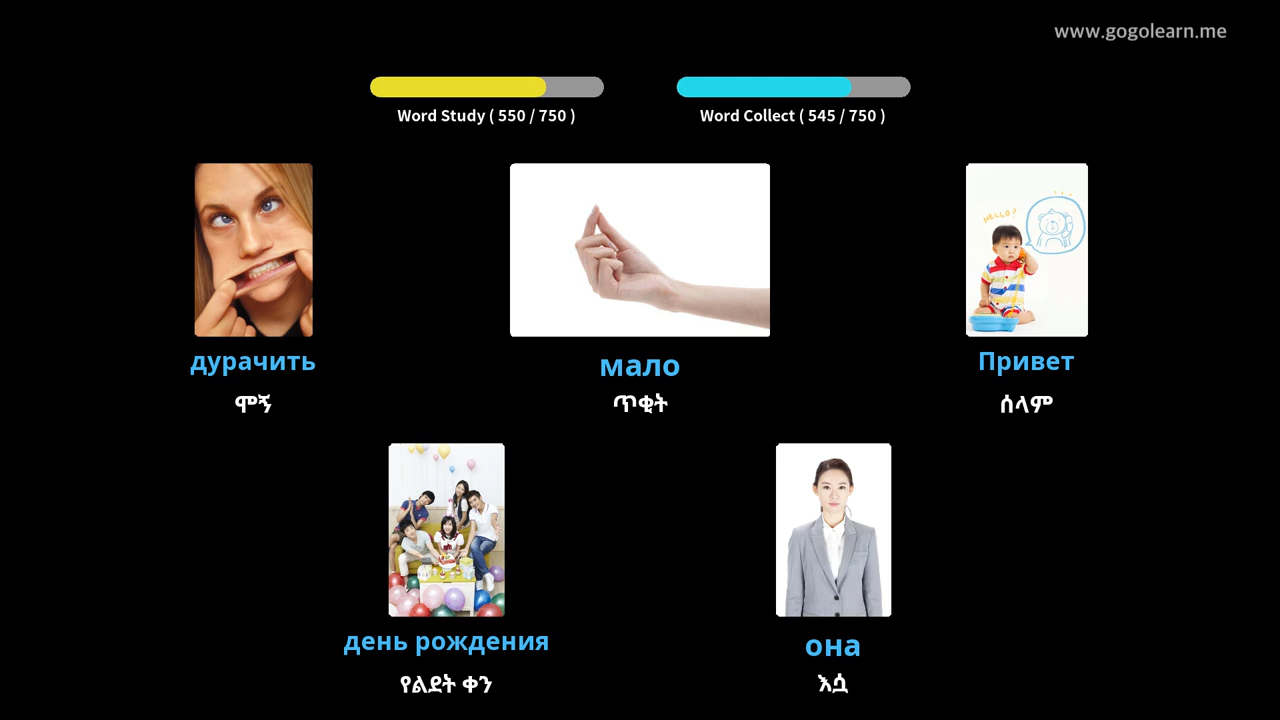 www.gogolearn.me
Word Study ( 550 / 750 )
Word Collect ( 545 / 750 )
HELLO?
дурачить
мало
Привет
ሞኝ
ጥቂት
ሰላም
день рождения
она
የልደት ቀን
እሷ